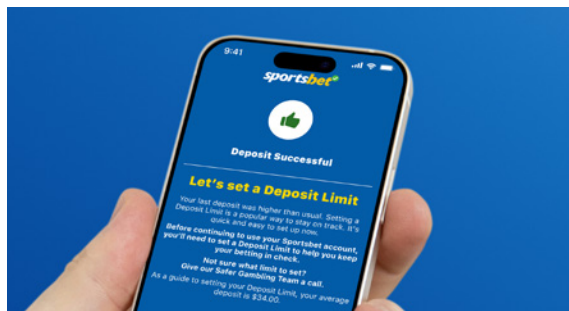 9:41
sportsbet
Deposit Successful
Let's set a Deposit Limit
Your last deposit was higher than usual. Setting a
Deposit Limit is a popular way to stay on track. It's
quick and easy to set up now.
Before continuing to use your Sportsbet account,
you'll need to set a Deposit Limit to help you keep
your betting in check.
Not sure what limit to set?
Give our Safer Gambling Team a call.
As a guide to setting your Deposit Limit, your average
deposit is $34.00.